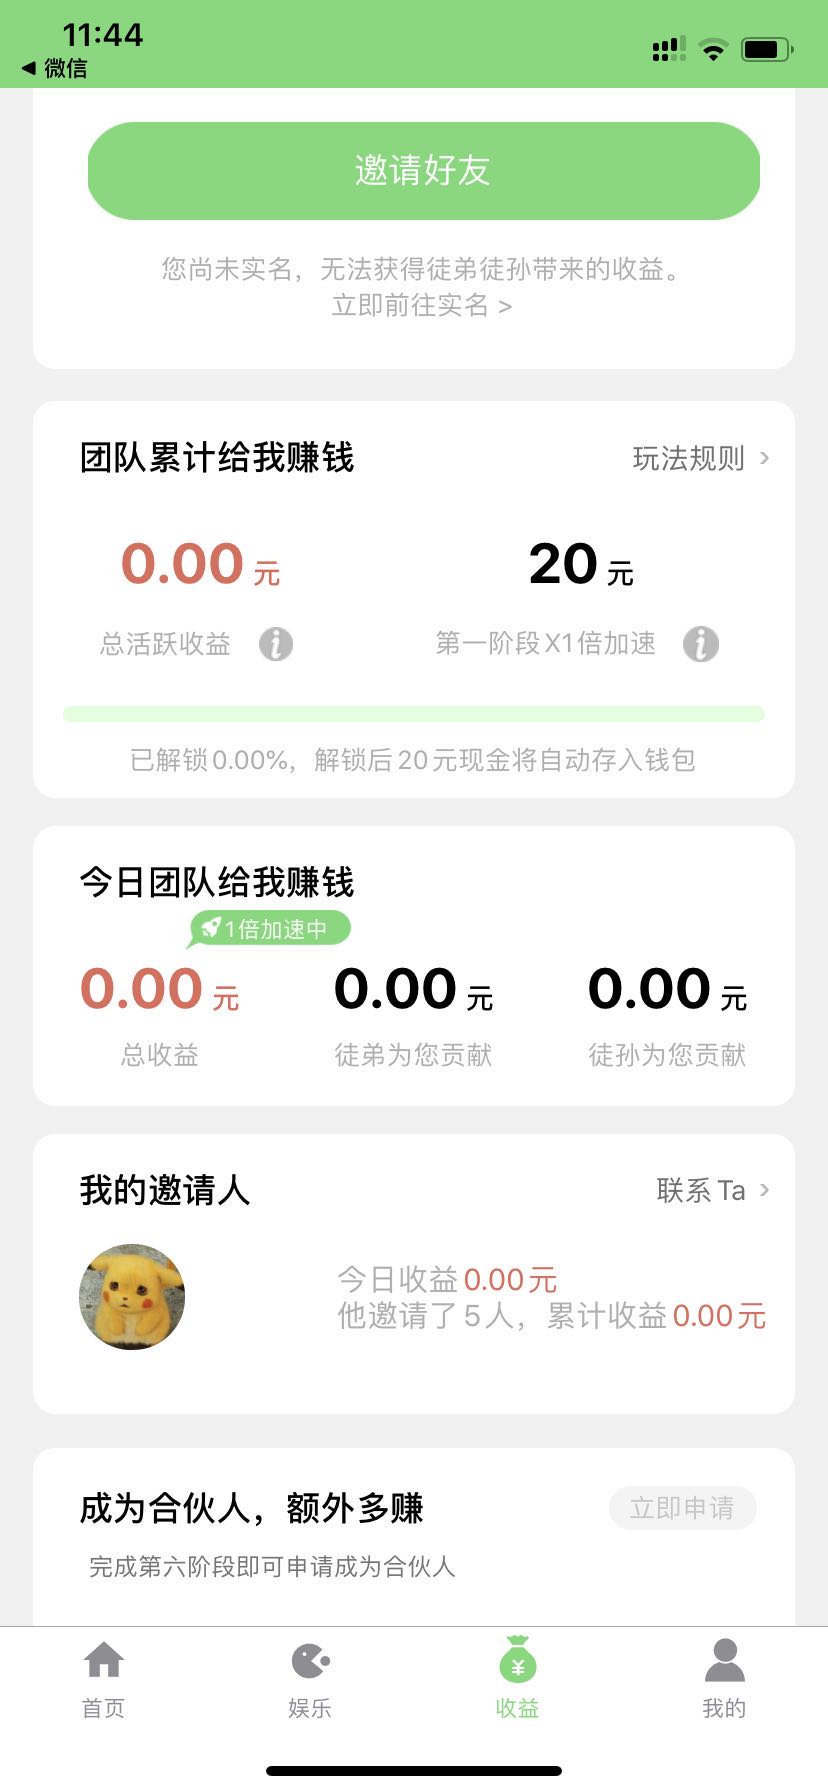 11:44
微信
邀请好友
您尚未实名，无法获得徒弟徒孙带来的收益。
立即前往实名 >
团队累计给我赚钱
玩法规则 >
0.00 元
20 元
总活跃收益
第一阶段X1倍加速
已解锁0.00%，解锁后20元现金将自动存入钱包
今日团队给我赚钱
1倍加速中
0.00 元
0.00 元
0.00 元
总收益
徒弟为您贡献
徒孙为您贡献
我的邀请人
联系Ta >
今日收益0.00元
他邀请了5人，累计收益0.00元
成为合伙人，额外多赚
立即申请
完成第六阶段即可申请成为合伙人
首页
娱乐
收益
我的